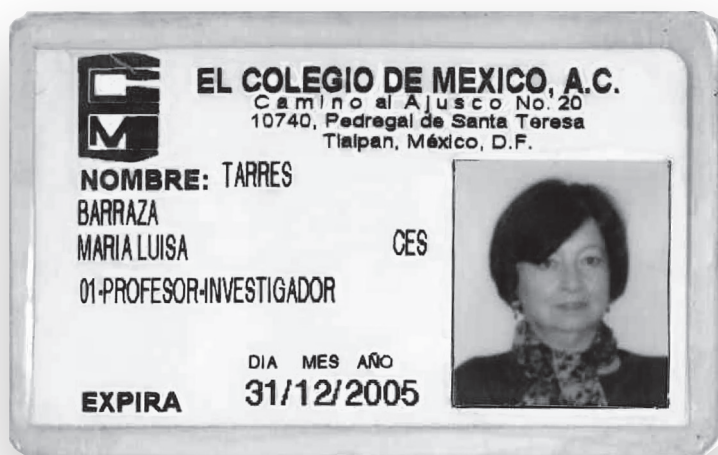 CM
EL COLEGIO DE MEXICO, A.C.
Camino al Ajusco No. 20
10740, Pedregal de Santa Teresa
Tlalpan, México, D.F.
NOMBRE: TARRES
BARRAZA
MARIA LUISA CES
01-PROFESOR-INVESTIGADOR
DIA MES AÑO
EXPIRA 31/12/2005